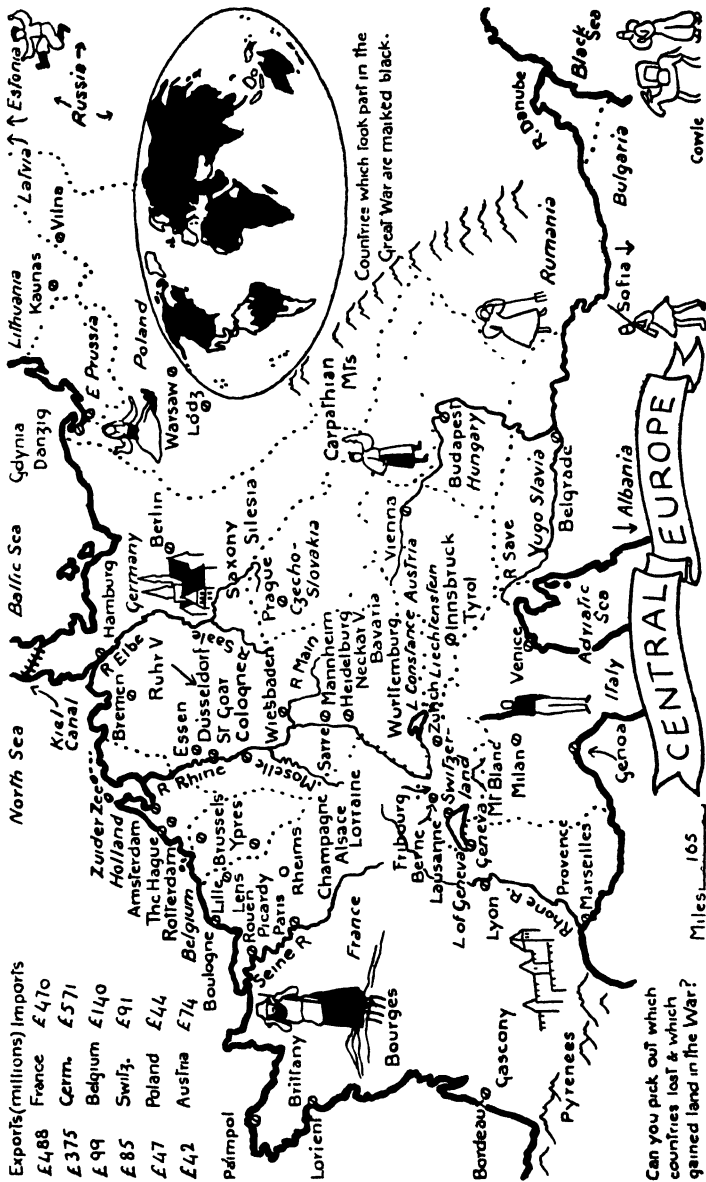 Exports (millions) Imports
£488 France £470
£375 Germ. £571
£99 Belgium £140
£85 Switz. £91
£47 Poland £44
£42 Austria £74
North Sea
Baltic Sea
Kiel
Canal
Gdynia
Danzig
Lithuania
Kaunas
Latvia
Estonia
Russia
Vilna
E Prussia
Poland
Warsaw
Lódz
Zuider Zee
Holland
Amsterdam
The Hague
Rotterdam
Belgium
Brussels
Lille
Ypres
Lens
Boulogne
Rouen
Picardy
Paris
Rheims
Seine R
Champagne
Alsace
Lorraine
France
Paimpol
Brittany
Lorient
Bourges
Bremen
Hamburg
R Elbe
Germany
Berlin
Ruhr V
Essen
Dusseldorf
St Goar
Cologne
R Rhine
Moselle
Saale
Saxony
Silesia
Wiesbaden
R Main
Prague
Czecho-
Slovakia
Sarre
Mannheim
Heidelburg
Neckar V.
Bavaria
Wurttemburg
L Constance
Austria
Vienna
Zurich
Liechtenstein
Innsbruck
Tyrol
Carpathian
Mts
Budapest
Hungary
Countries which took part in the
Great War are marked black.
Fribourg
Berne
Lausanne
Switzer-
land
L of Geneva
Geneva
Mt Blanc
Milan
Lyon
Rhone R.
Provence
Marseilles
Bordeaux
Gascony
Pyrenees
Genoa
Italy
Venice
Adriatic
Sea
R Save
Yugo Slavia
Belgrade
Albania
Rumania
Sofia
Bulgaria
R. Danube
Black
Sea
Can you pick out which
countries lost & which
gained land in the War?
Miles 165
CENTRAL EUROPE
Cowie